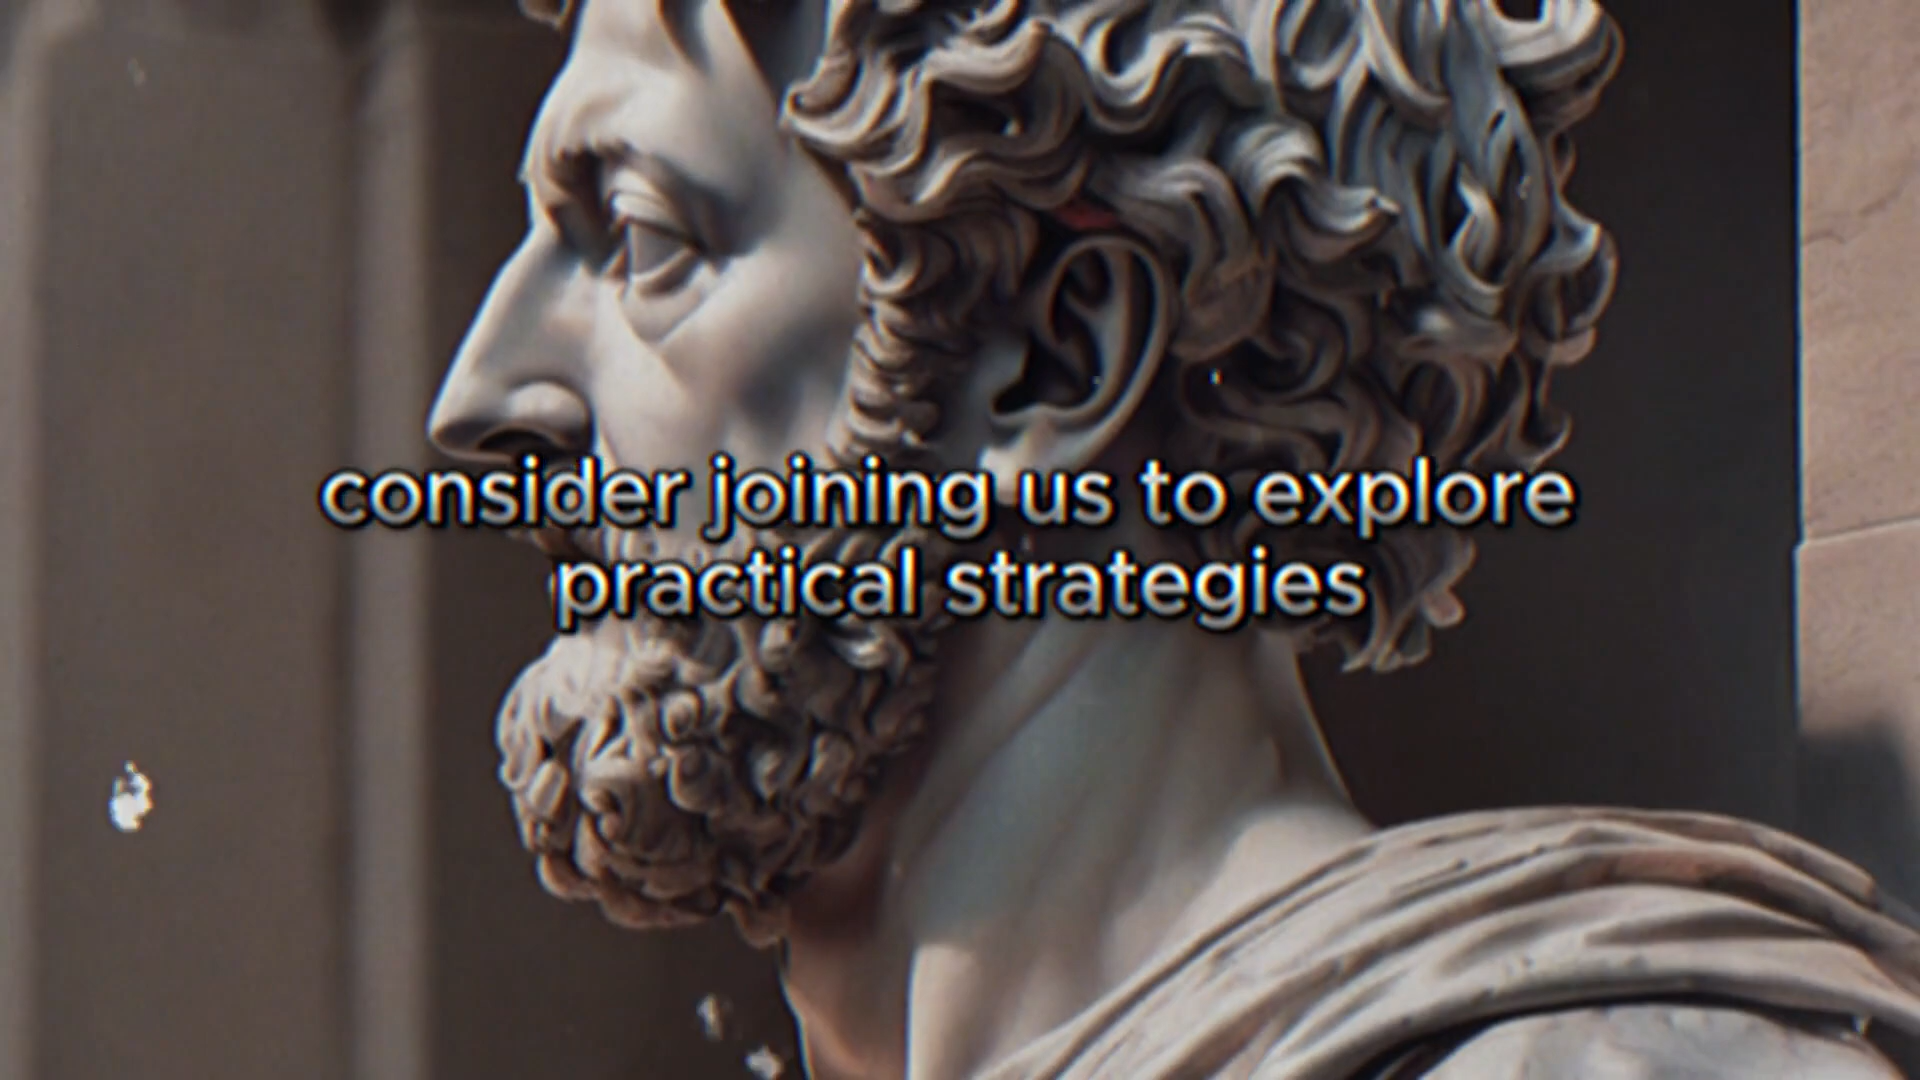 consider joining us to explore
practical strategies